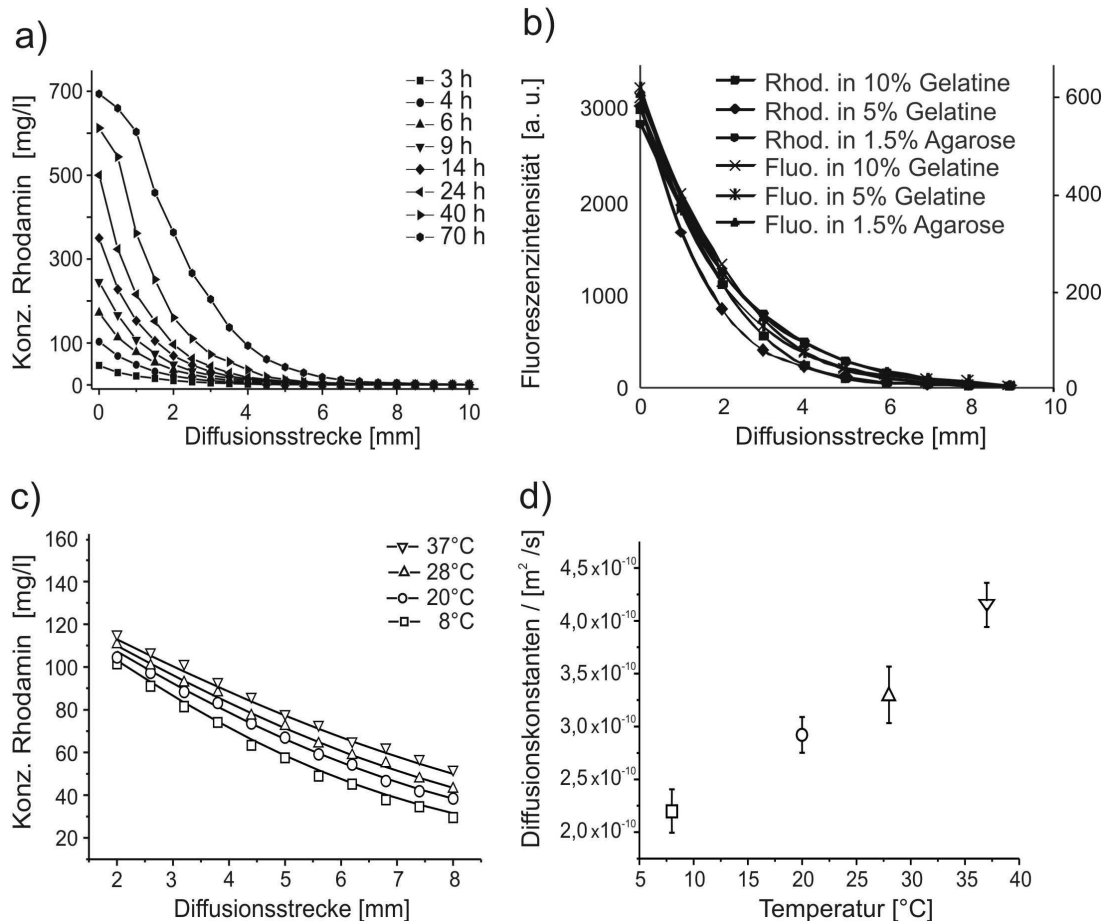 a)
Konz. Rhodamin [mg/l]
700
500
300
100
0
0 2 4 6 8 10
Diffusionsstrecke [mm]
3 h
4 h
6 h
9 h
14 h
24 h
40 h
70 h
b)
Fluoreszenzintensität [a. u.]
3000
2000
1000
0
600
400
200
0
0 2 4 6 8 10
Diffusionsstrecke [mm]
Rhod. in 10% Gelatine
Rhod. in 5% Gelatine
Rhod. in 1.5% Agarose
Fluo. in 10% Gelatine
Fluo. in 5% Gelatine
Fluo. in 1.5% Agarose
c)
Konz. Rhodamin [mg/l]
160
140
120
100
80
60
40
20
2 3 4 5 6 7 8
Diffusionsstrecke [mm]
37°C
28°C
20°C
8°C
d)
Diffusionskonstanten / [m² /s]
4,5x10⁻¹⁰
4,0x10⁻¹⁰
3,5x10⁻¹⁰
3,0x10⁻¹⁰
2,5x10⁻¹⁰
2,0x10⁻¹⁰
5 10 15 20 25 30 35 40
Temperatur [°C]